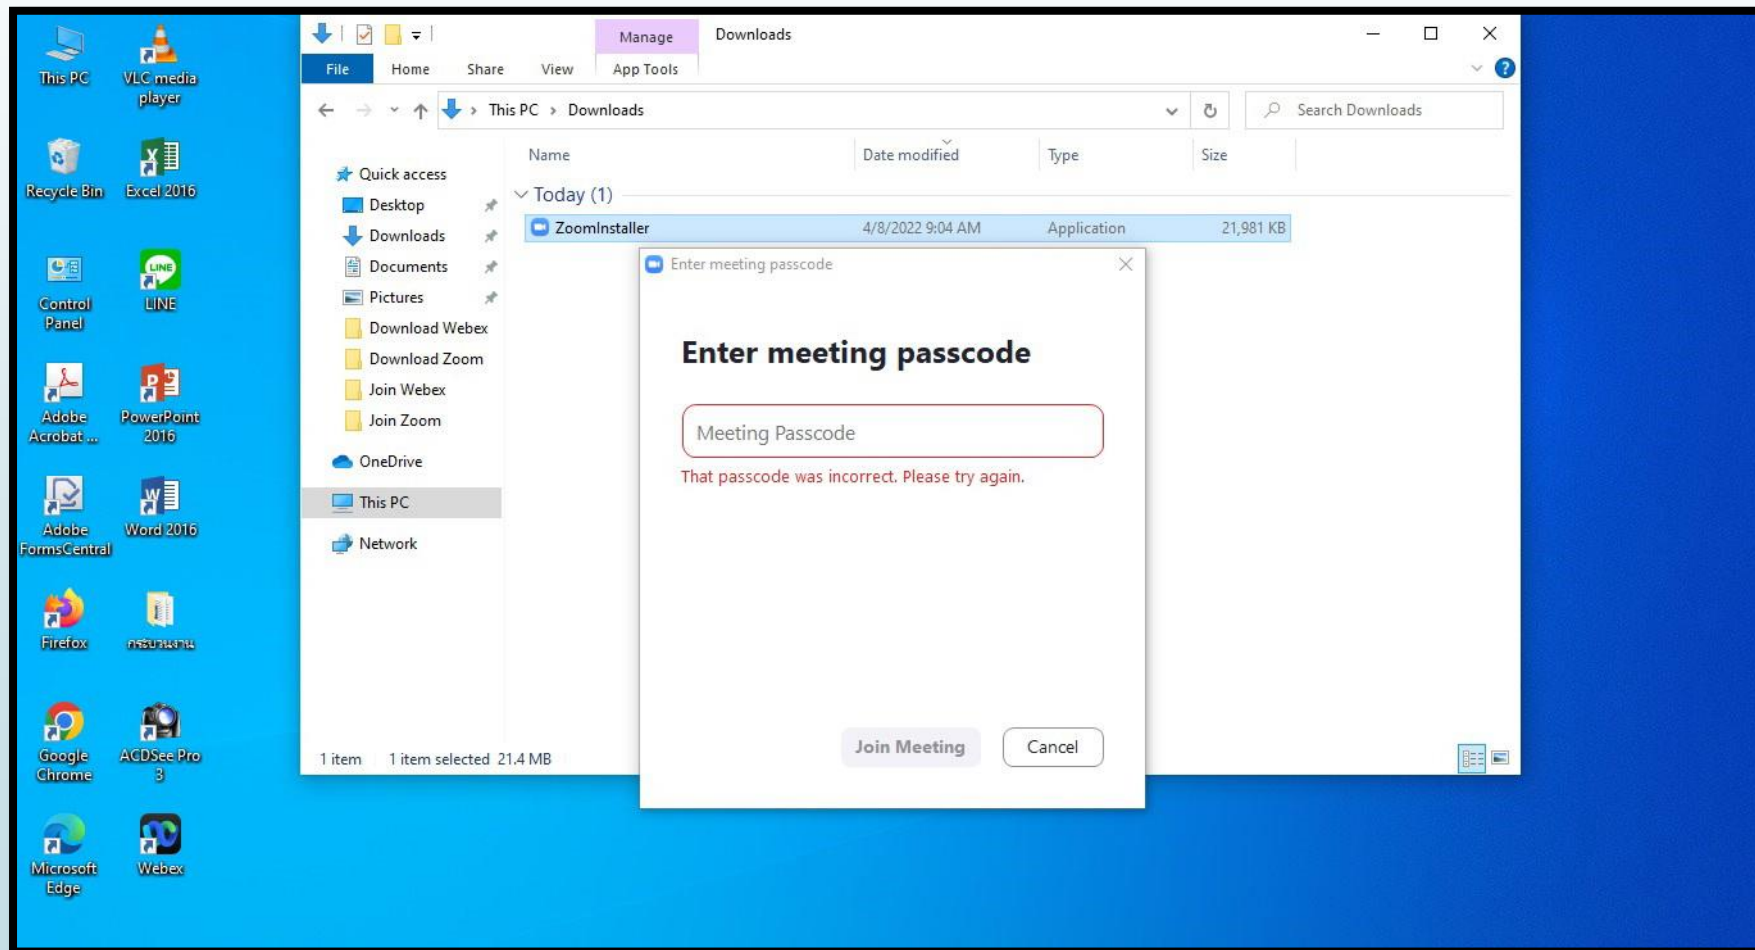 This PC
VLC media
player
Recycle Bin
Excel 2016
Control
Panel
LINE
Adobe
Acrobat ...
PowerPoint
2016
Adobe
FormsCentral
Word 2016
Firefox
กระบวนงาน
Google
Chrome
ACDSee Pro
3
Microsoft
Edge
Webex
Manage
Downloads
File
Home
Share
View
App Tools
This PC > Downloads
Search Downloads
Name
Date modified
Type
Size
Quick access
Desktop
Downloads
Documents
Pictures
Download Webex
Download Zoom
Join Webex
Join Zoom
OneDrive
This PC
Network
Today (1)
ZoomInstaller
4/8/2022 9:04 AM
Application
21,981 KB
Enter meeting passcode
Enter meeting passcode
Meeting Passcode
That passcode was incorrect. Please try again.
Join Meeting
Cancel
1 item
1 item selected 21.4 MB